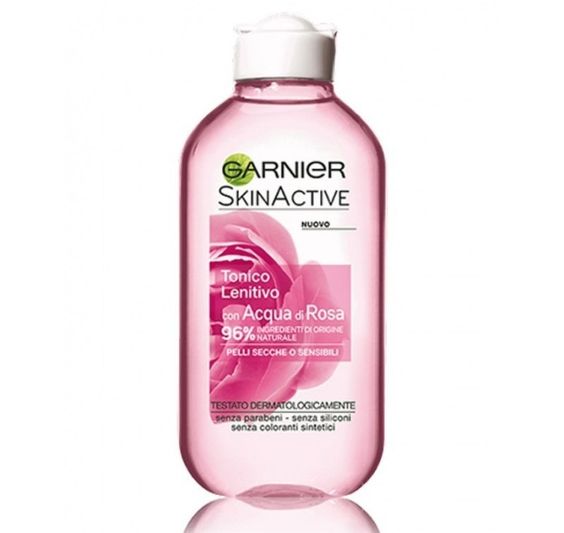 GARNIER
SKINACTIVE
NUOVO
Tonico
Lenitivo
con Acqua di Rosa
96% INGREDIENTI DI ORIGINE
NATURALE
PELLI SECCHE O SENSIBILI
TESTATO DERMATOLOGICAMENTE
senza parabeni - senza siliconi
senza coloranti sintetici